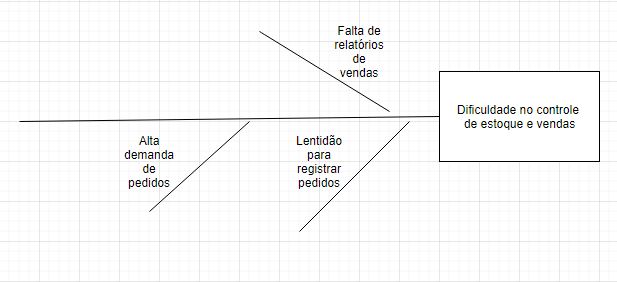 Falta de
relatórios
de
vendas
Dificuldade no controle
de estoque e vendas
Alta
demanda
de
pedidos
Lentidão
para
registrar
pedidos